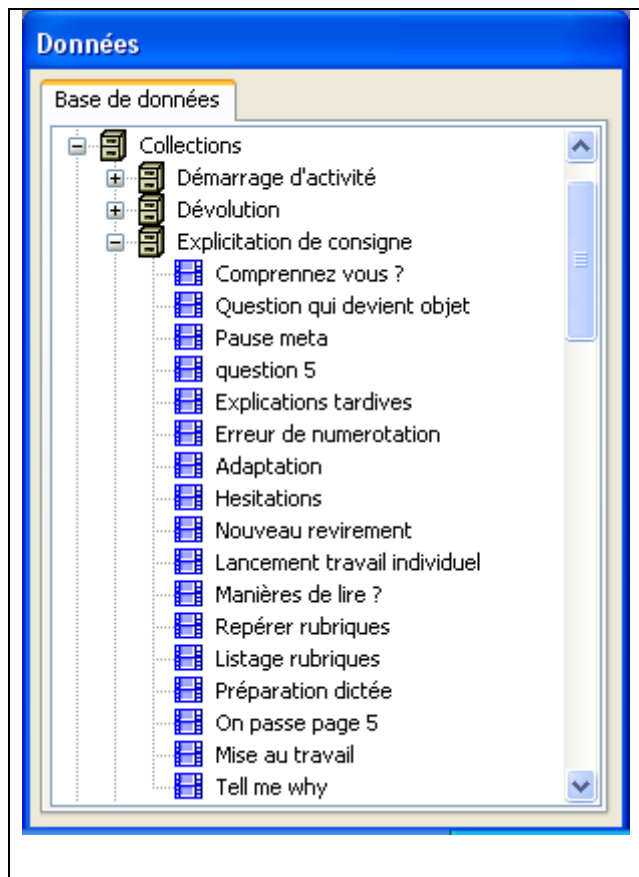 Données
Base de données
Collections
Démarrage d'activité
Dévolution
Explicitation de consigne
Comprennez vous ?
Question qui devient objet
Pause meta
question 5
Explications tardives
Erreur de numerotation
Adaptation
Hesitations
Nouveau revirement
Lancement travail individuel
Manières de lire ?
Repérer rubriques
Listage rubriques
Préparation dictée
On passe page 5
Mise au travail
Tell me why